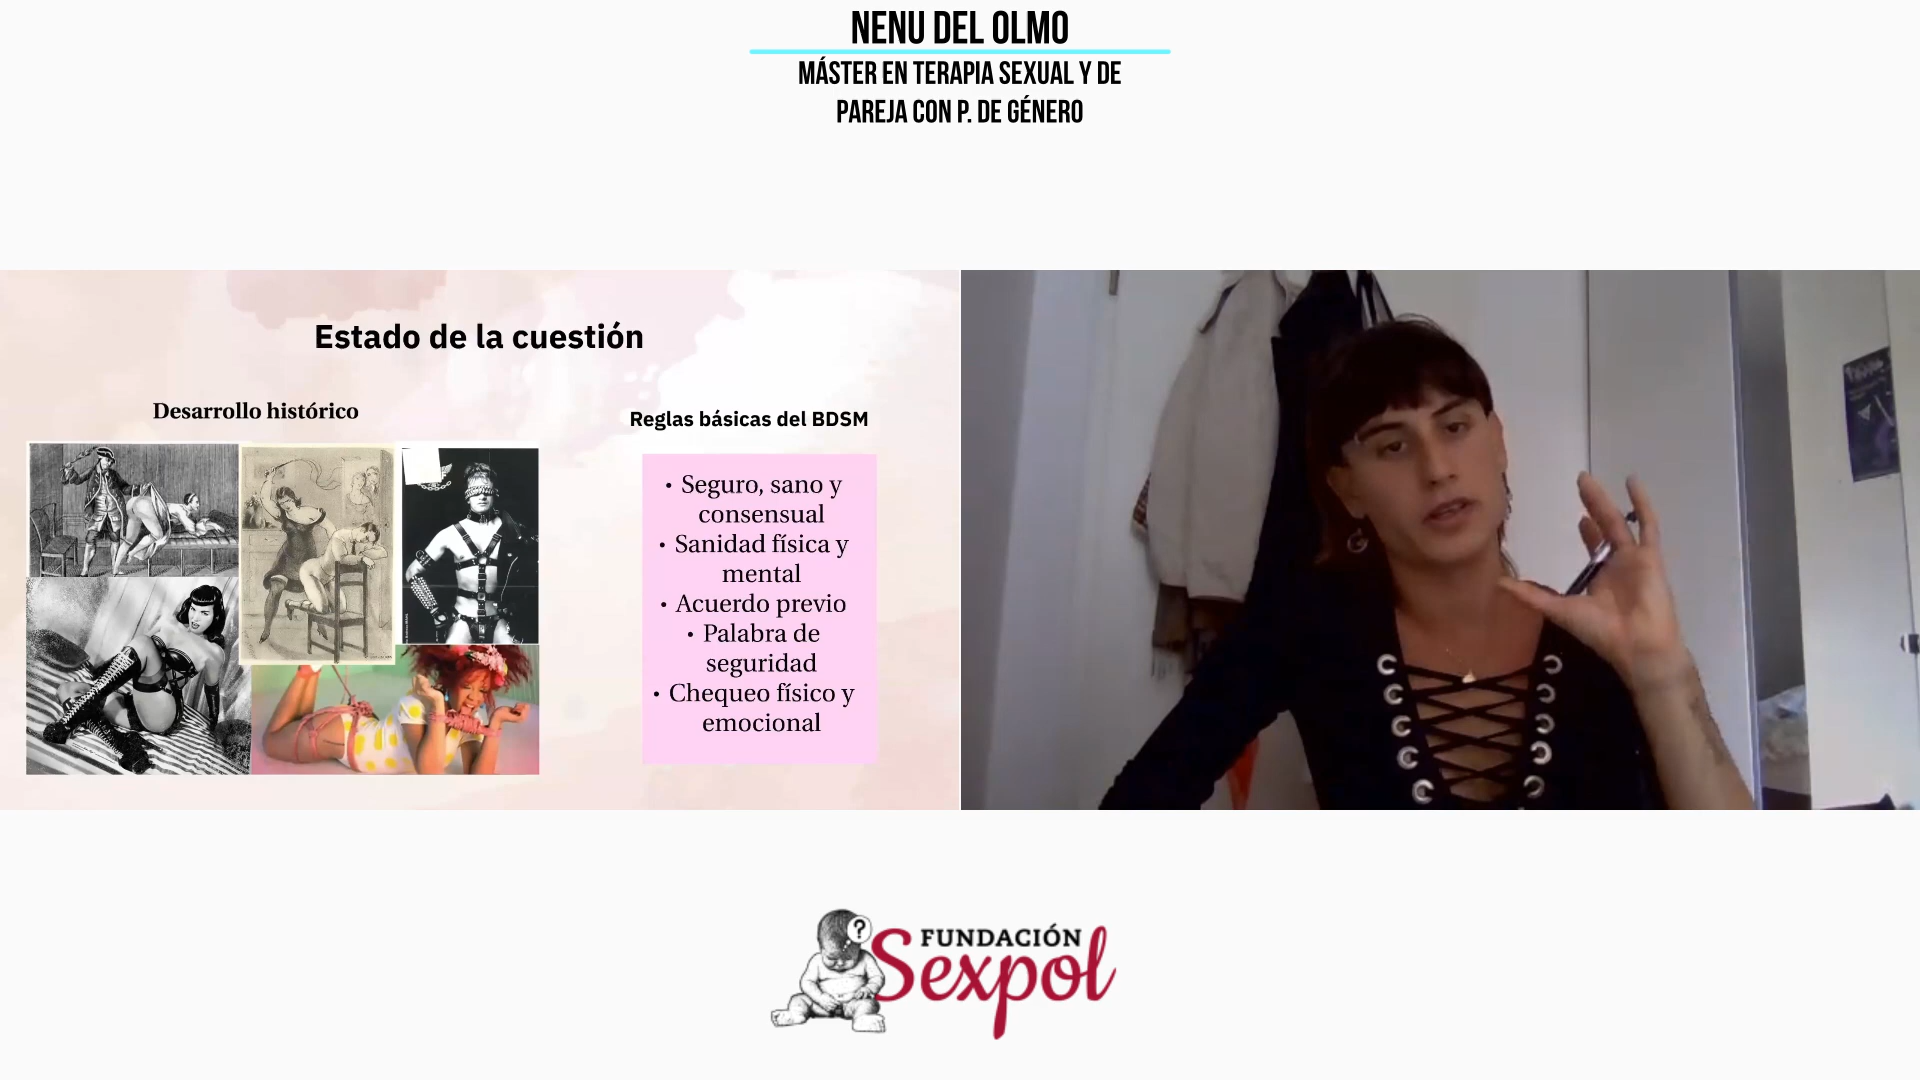 NENU DEL OLMO
MÁSTER EN TERAPIA SEXUAL Y DE
PAREJA CON P. DE GÉNERO
Estado de la cuestión
Desarrollo histórico
Reglas básicas del BDSM
• Seguro, sano y
consensual
• Sanidad física y
mental
• Acuerdo previo
• Palabra de
seguridad
• Chequeo físico y
emocional
?
FUNDACIÓN
Sexpol